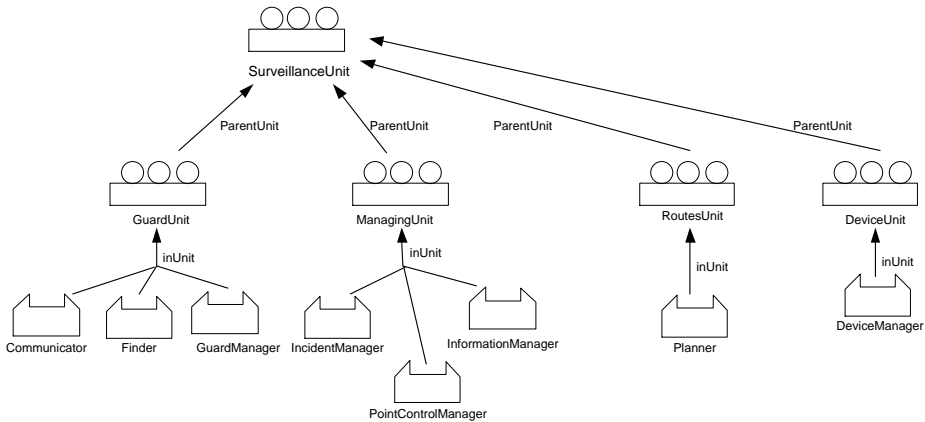 SurveillanceUnit
ParentUnit
ParentUnit
ParentUnit
ParentUnit
GuardUnit
ManagingUnit
RoutesUnit
DeviceUnit
inUnit
inUnit
inUnit
inUnit
Communicator
Finder
GuardManager
IncidentManager
InformationManager
Planner
DeviceManager
PointControlManager